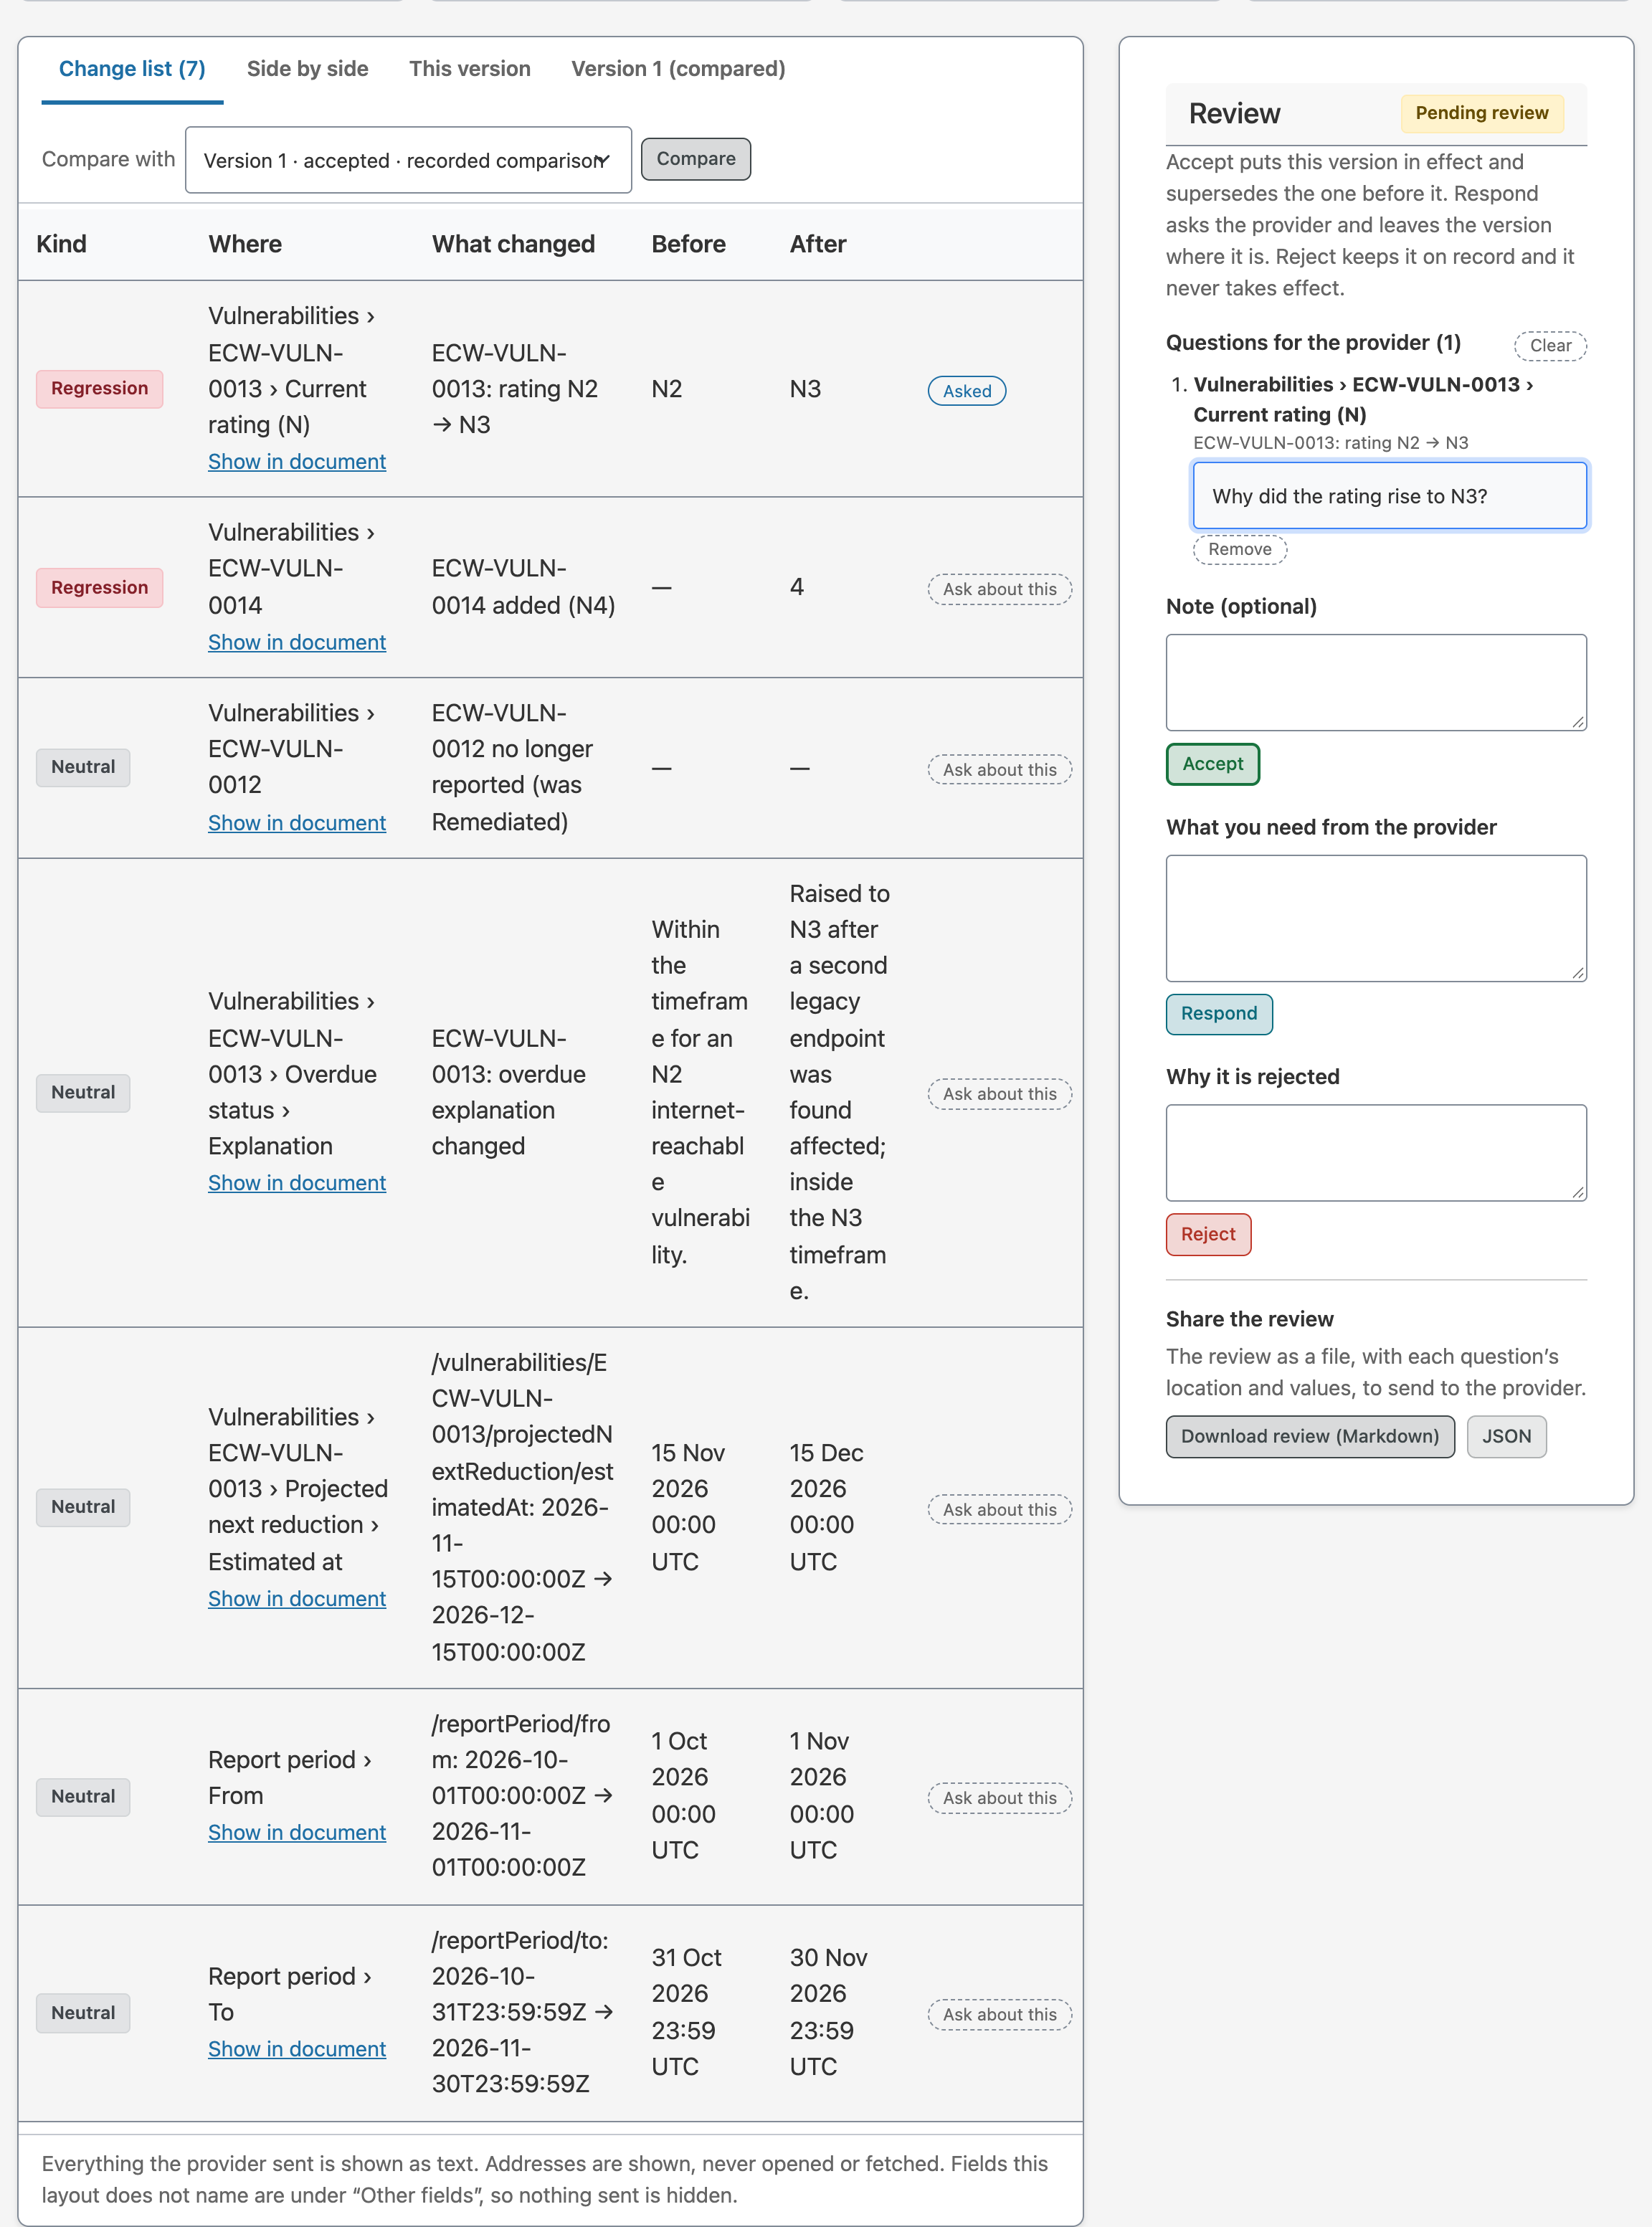 Change list (7)
Side by side
This version
Version 1 (compared)
Compare with
Version 1 · accepted · recorded comparison
Compare
Kind
Where
What changed
Before
After
Regression
Vulnerabilities ›
ECW-VULN-
0013 › Current
rating (N)
Show in document
ECW-VULN-
0013: rating N2
→ N3
N2
N3
Asked
Regression
Vulnerabilities ›
ECW-VULN-
0014
Show in document
ECW-VULN-
0014 added (N4)
—
4
Ask about this
Neutral
Vulnerabilities ›
ECW-VULN-
0012
Show in document
ECW-VULN-
0012 no longer
reported (was
Remediated)
—
—
Ask about this
Neutral
Vulnerabilities ›
ECW-VULN-
0013 › Overdue
status ›
Explanation
Show in document
ECW-VULN-
0013: overdue
explanation
changed
Within
the
timefram
e for an
N2
internet-
reachabl
e
vulnerabi
lity.
Raised to
N3 after
a second
legacy
endpoint
was
found
affected;
inside
the N3
timefram
e.
Ask about this
Neutral
Vulnerabilities ›
ECW-VULN-
0013 › Projected
next reduction ›
Estimated at
Show in document
/vulnerabilities/E
CW-VULN-
0013/projectedN
extReduction/est
imatedAt: 2026-
11-
15T00:00:00Z →
2026-12-
15T00:00:00Z
15 Nov
2026
00:00
UTC
15 Dec
2026
00:00
UTC
Ask about this
Neutral
Report period ›
From
Show in document
/reportPeriod/fro
m: 2026-10-
01T00:00:00Z →
2026-11-
01T00:00:00Z
1 Oct
2026
00:00
UTC
1 Nov
2026
00:00
UTC
Ask about this
Neutral
Report period ›
To
Show in document
/reportPeriod/to:
2026-10-
31T23:59:59Z →
2026-11-
30T23:59:59Z
31 Oct
2026
23:59
UTC
30 Nov
2026
23:59
UTC
Ask about this
Everything the provider sent is shown as text. Addresses are shown, never opened or fetched. Fields this
layout does not name are under “Other fields”, so nothing sent is hidden.
Review
Pending review
Accept puts this version in effect and
supersedes the one before it. Respond
asks the provider and leaves the version
where it is. Reject keeps it on record and it
never takes effect.
Questions for the provider (1)
Clear
1. Vulnerabilities › ECW-VULN-0013 ›
Current rating (N)
ECW-VULN-0013: rating N2 → N3
Why did the rating rise to N3?
Remove
Note (optional)
Accept
What you need from the provider
Respond
Why it is rejected
Reject
Share the review
The review as a file, with each question’s
location and values, to send to the provider.
Download review (Markdown)
JSON